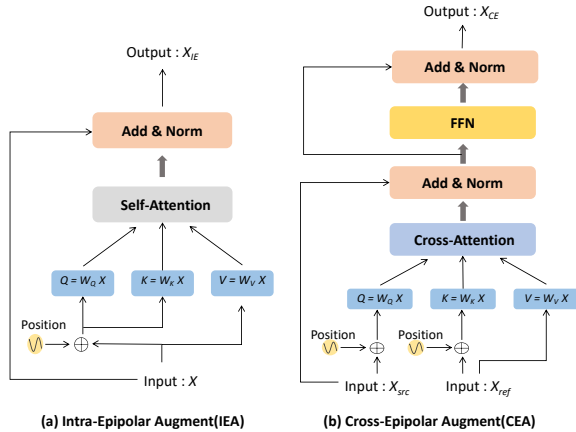 Output : X_IE
Add & Norm
Self-Attention
Q = W_Q X
K = W_K X
V = W_V X
Position
Input : X
(a) Intra-Epipolar Augment(IEA)
Output : X_CE
Add & Norm
FFN
Add & Norm
Cross-Attention
Q = W_Q X
K = W_K X
V = W_V X
Position
Position
Input : X_src
Input : X_ref
(b) Cross-Epipolar Augment(CEA)